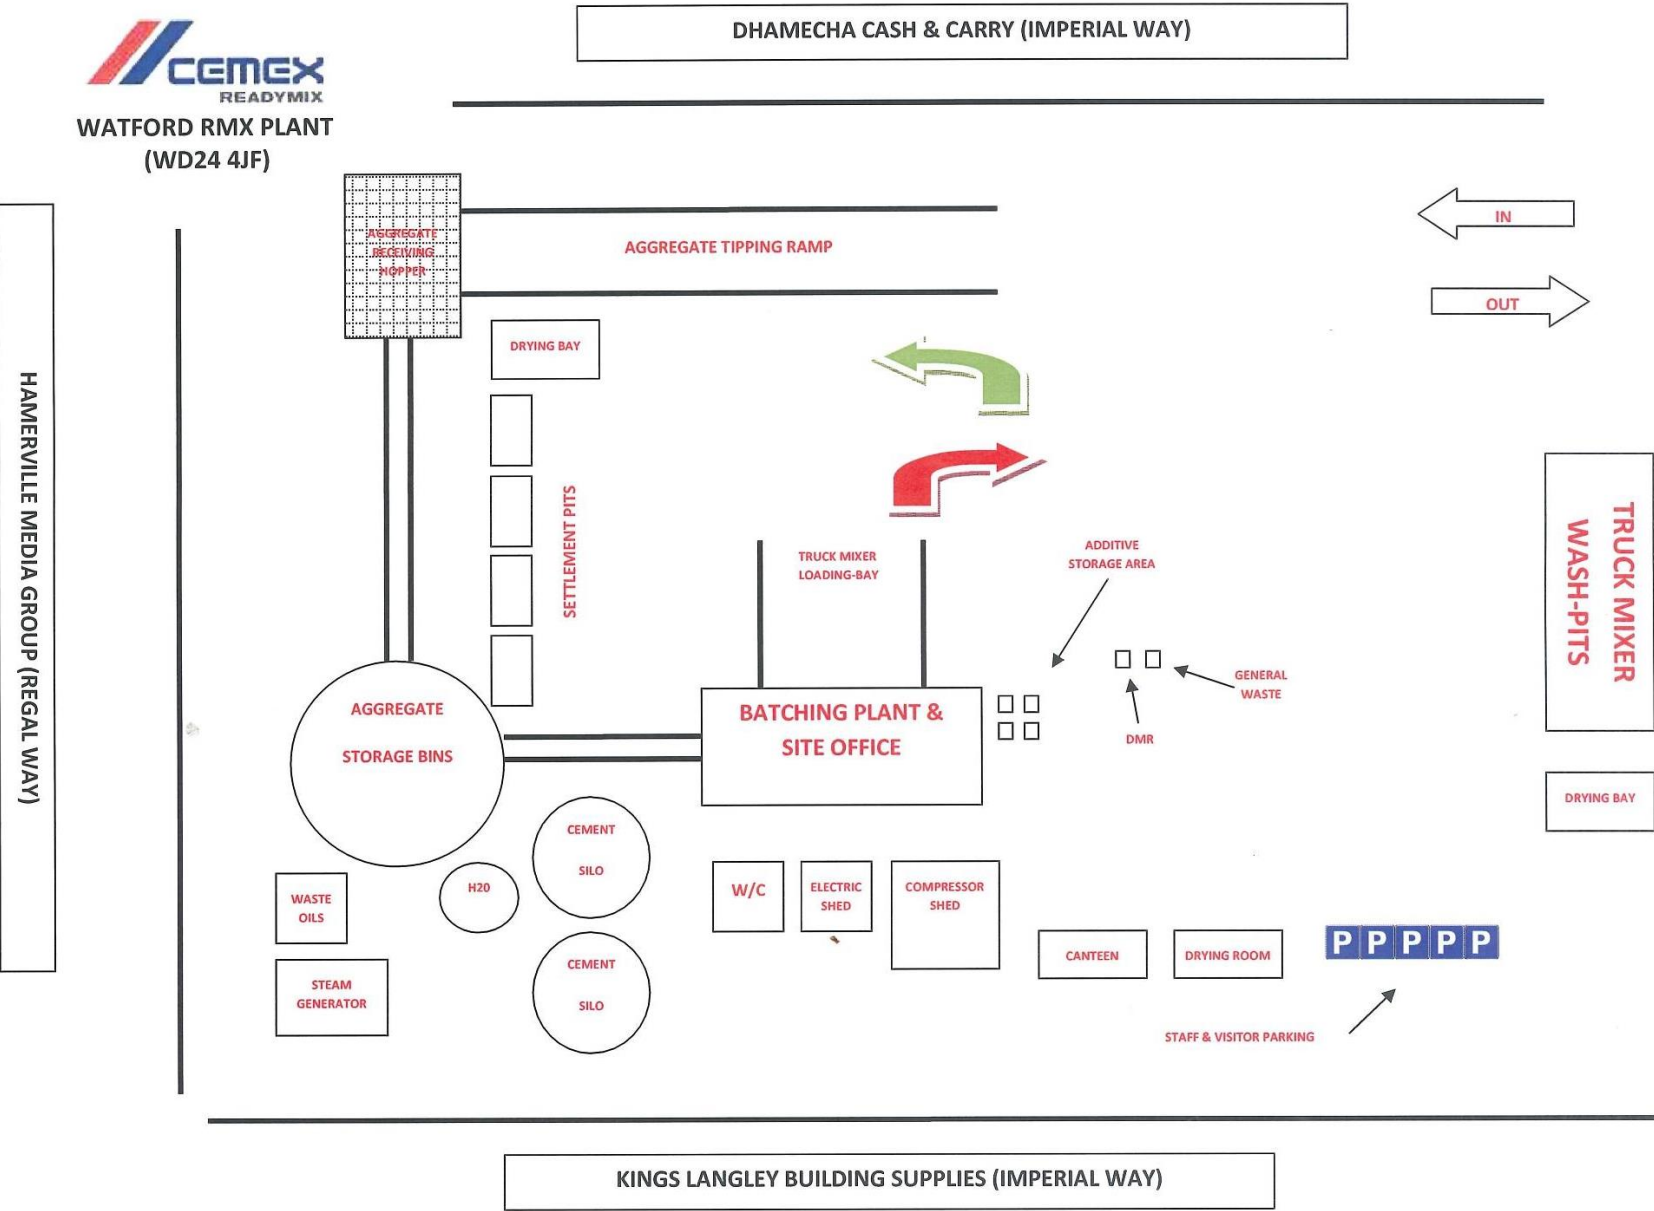 DHAMECHA CASH & CARRY (IMPERIAL WAY)
CEMEX
READYMIX
WATFORD RMX PLANT
(WD24 4JF)
AGGREGATE
RECEIVING
HOPPER
AGGREGATE TIPPING RAMP
IN
OUT
DRYING BAY
HAMERVILLE MEDIA GROUP (REGAL WAY)
SETTLEMENT PITS
TRUCK MIXER
LOADING-BAY
ADDITIVE
STORAGE AREA
TRUCK MIXER
WASH-PITS
GENERAL
WASTE
DMR
AGGREGATE
STORAGE BINS
BATCHING PLANT &
SITE OFFICE
DRYING BAY
CEMENT
SILO
H20
WASTE
OILS
W/C
ELECTRIC
SHED
COMPRESSOR
SHED
CANTEEN
DRYING ROOM
P P P P P
CEMENT
SILO
STEAM
GENERATOR
STAFF & VISITOR PARKING
KINGS LANGLEY BUILDING SUPPLIES (IMPERIAL WAY)